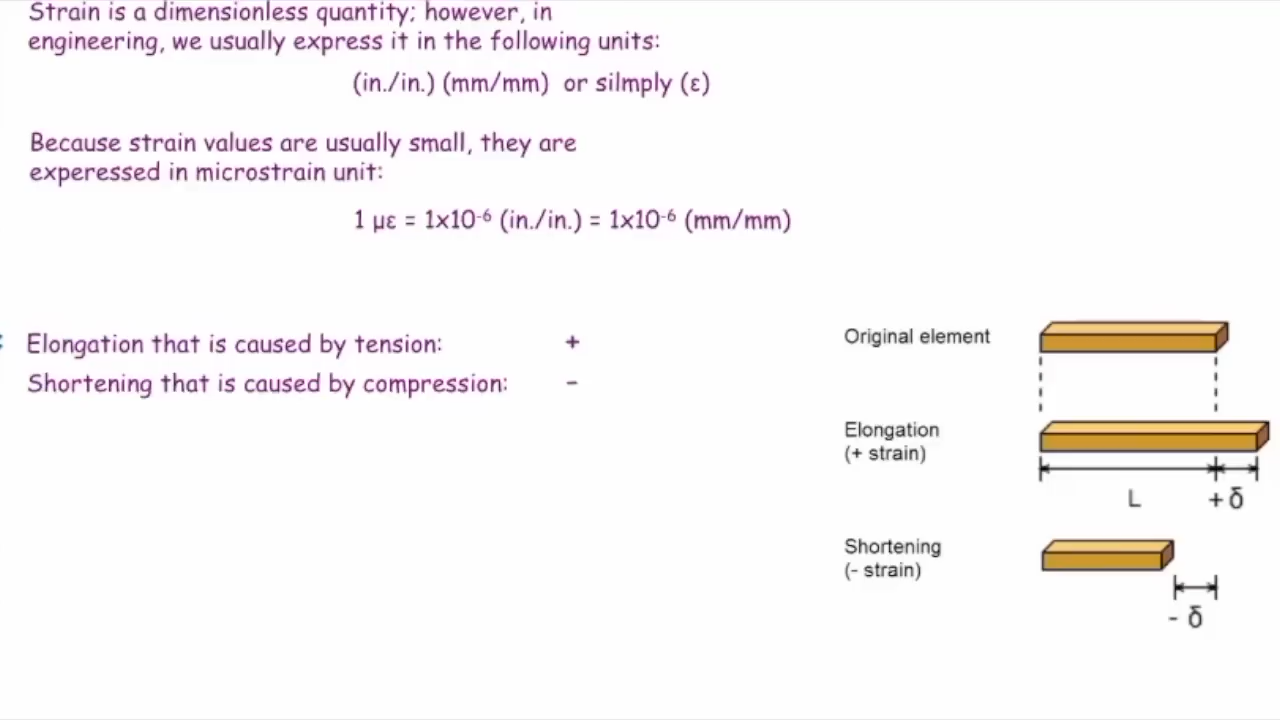 Strain is a dimensionless quantity; however, in
engineering, we usually express it in the following units:
(in./in.) (mm/mm) or silmply (ε)
Because strain values are usually small, they are
experessed in microstrain unit:
1 με = 1x10⁻⁶ (in./in.) = 1x10⁻⁶ (mm/mm)
Elongation that is caused by tension: +
Shortening that is caused by compression: -
Original element
Elongation
(+ strain)
L + δ
Shortening
(- strain)
- δ